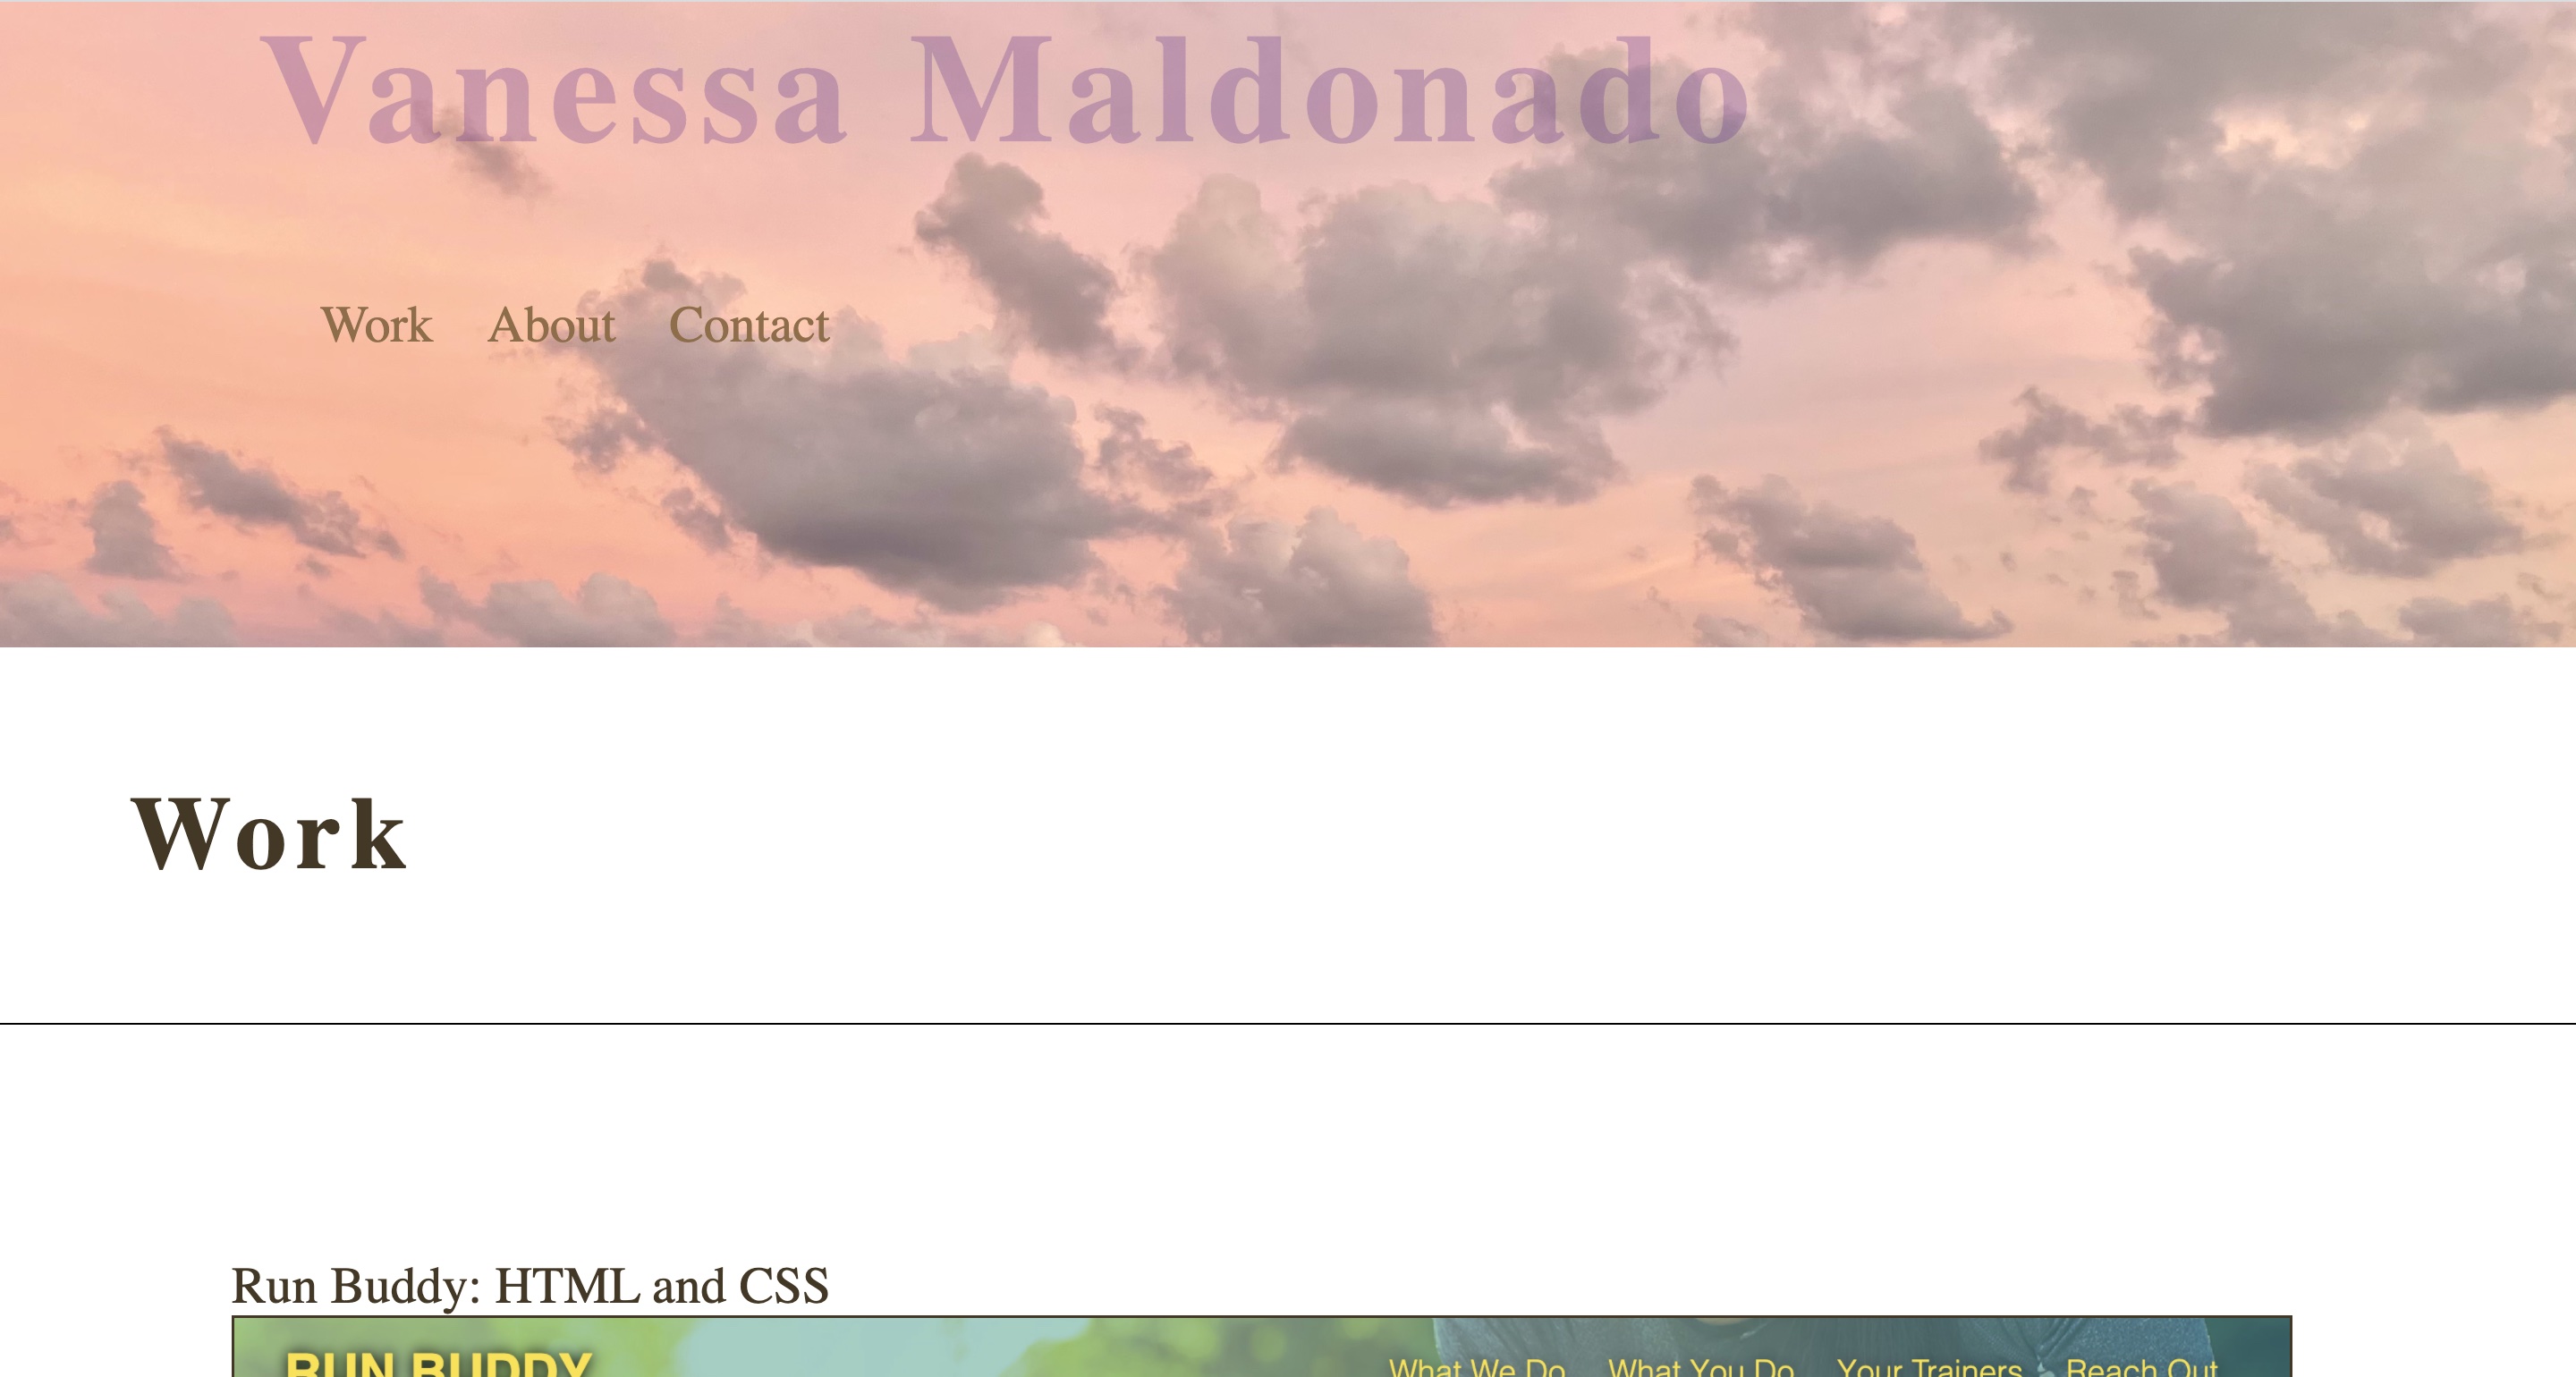 Vanessa Maldonado
Work About Contact
Work
Run Buddy: HTML and CSS
RUN BUDDY What We Do What You Do Your Trainers Reach Out